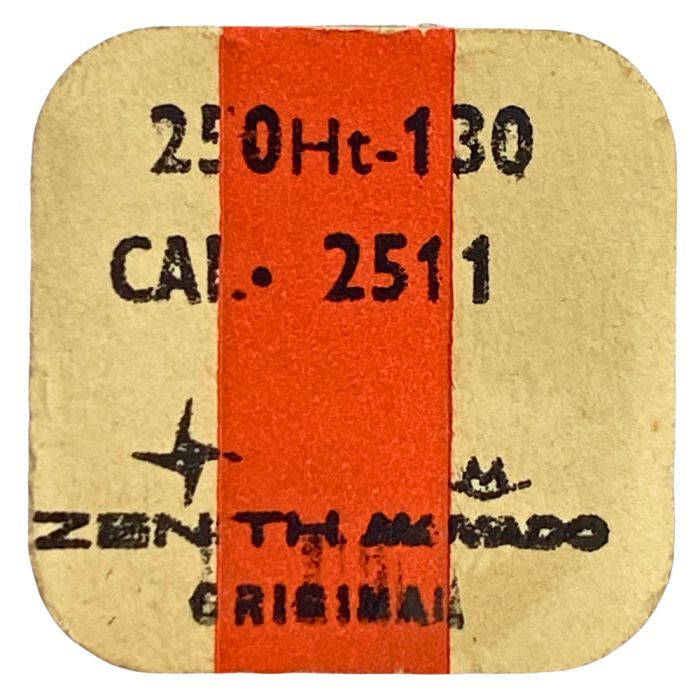 250Ht-130
CAL. 2511
ZENITH MOVADO
ORIGINAL